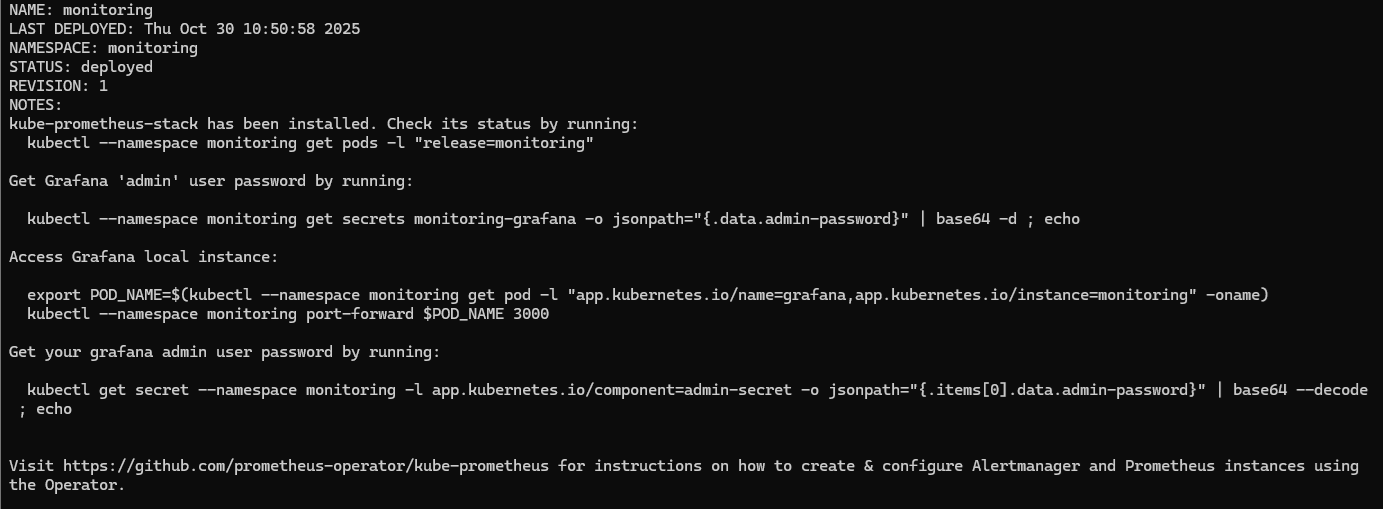 NAME: monitoring
LAST DEPLOYED: Thu Oct 30 10:50:58 2025
NAMESPACE: monitoring
STATUS: deployed
REVISION: 1
NOTES:
kube-prometheus-stack has been installed. Check its status by running:
  kubectl --namespace monitoring get pods -l "release=monitoring"

Get Grafana 'admin' user password by running:

  kubectl --namespace monitoring get secrets monitoring-grafana -o jsonpath="{.data.admin-password}" | base64 -d ; echo

Access Grafana local instance:

  export POD_NAME=$(kubectl --namespace monitoring get pod -l "app.kubernetes.io/name=grafana,app.kubernetes.io/instance=monitoring" -oname)
  kubectl --namespace monitoring port-forward $POD_NAME 3000

Get your grafana admin user password by running:

  kubectl get secret --namespace monitoring -l app.kubernetes.io/component=admin-secret -o jsonpath="{.items[0].data.admin-password}" | base64 --decode
 ; echo


Visit https://github.com/prometheus-operator/kube-prometheus for instructions on how to create & configure Alertmanager and Prometheus instances using
the Operator.